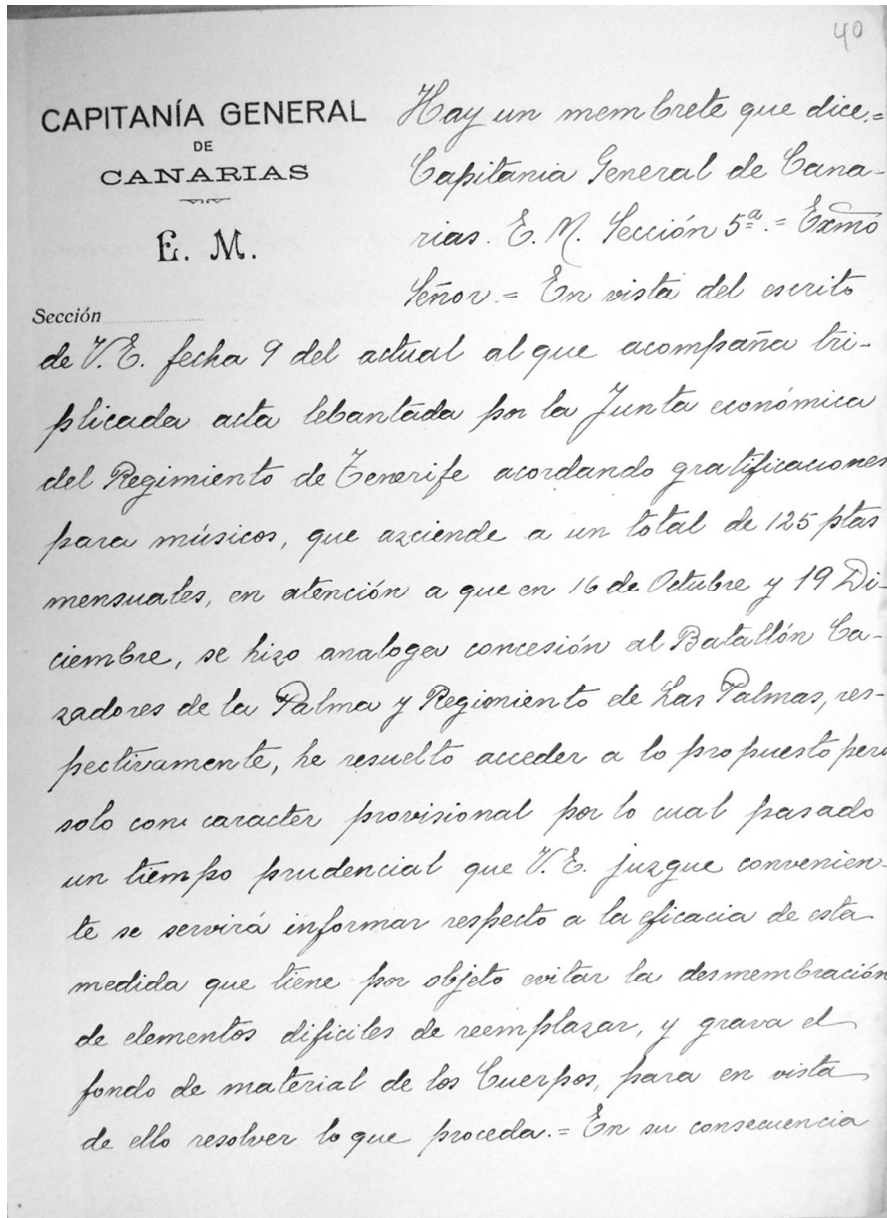 40
CAPITANÍA GENERAL
DE
CANARIAS
E. M.
Sección
Hay un membrete que dice.=
Capitania General de Cana-
rias. E. M. Sección 5ª.= Exmo
Señor.= En vista del escrito
de V.E. fecha 9 del actual al que acompaña tri-
plicada acta lebantada por la Junta económica
del Regimiento de Tenerife acordando gratificaciones
para músicos, que azciende a un total de 125 ptas
mensuales, en atención a que en 16 de Octubre y 19 Di-
ciembre, se hizo analoga concesión al Batallón Ca-
zadores de la Palma y Regimiento de Las Palmas, res-
pectivamente, he resuelto acceder a lo propuesto pero
solo con caracter provisional por lo cual pasado
un tiempo prudencial que V.E. juzgue convenien-
te se servirá informar respecto a la eficacia de esta
medida que tiene por objeto evitar la desmembración
de elementos dificiles de reemplazar, y grava el
fondo de material de los Cuerpos, para en vista
de ello resolver lo que proceda.= En su consecuencia